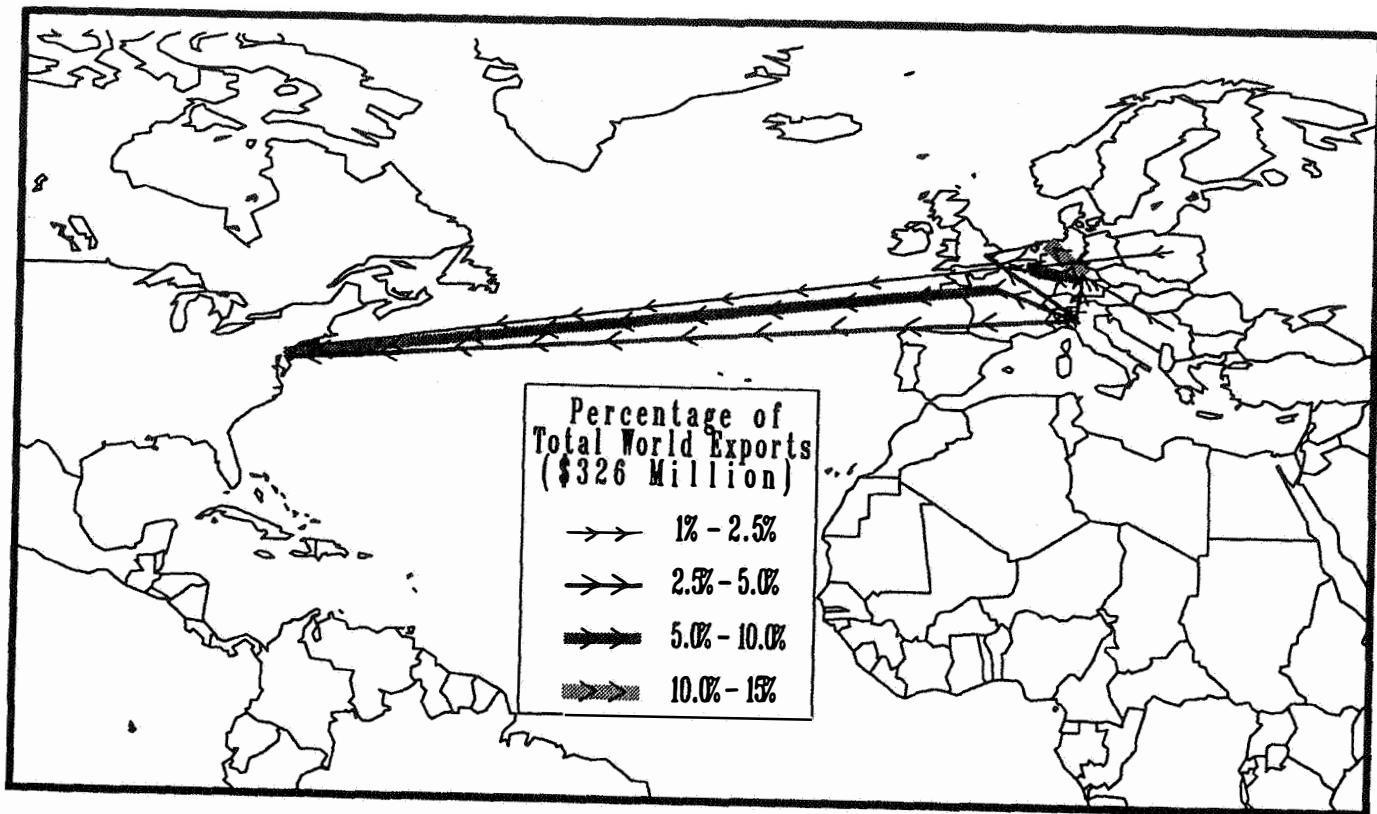 Percentage of
Total World Exports
($326 Million)
1% - 2.5%
2.5% - 5.0%
5.0% - 10.0%
10.0% - 15%